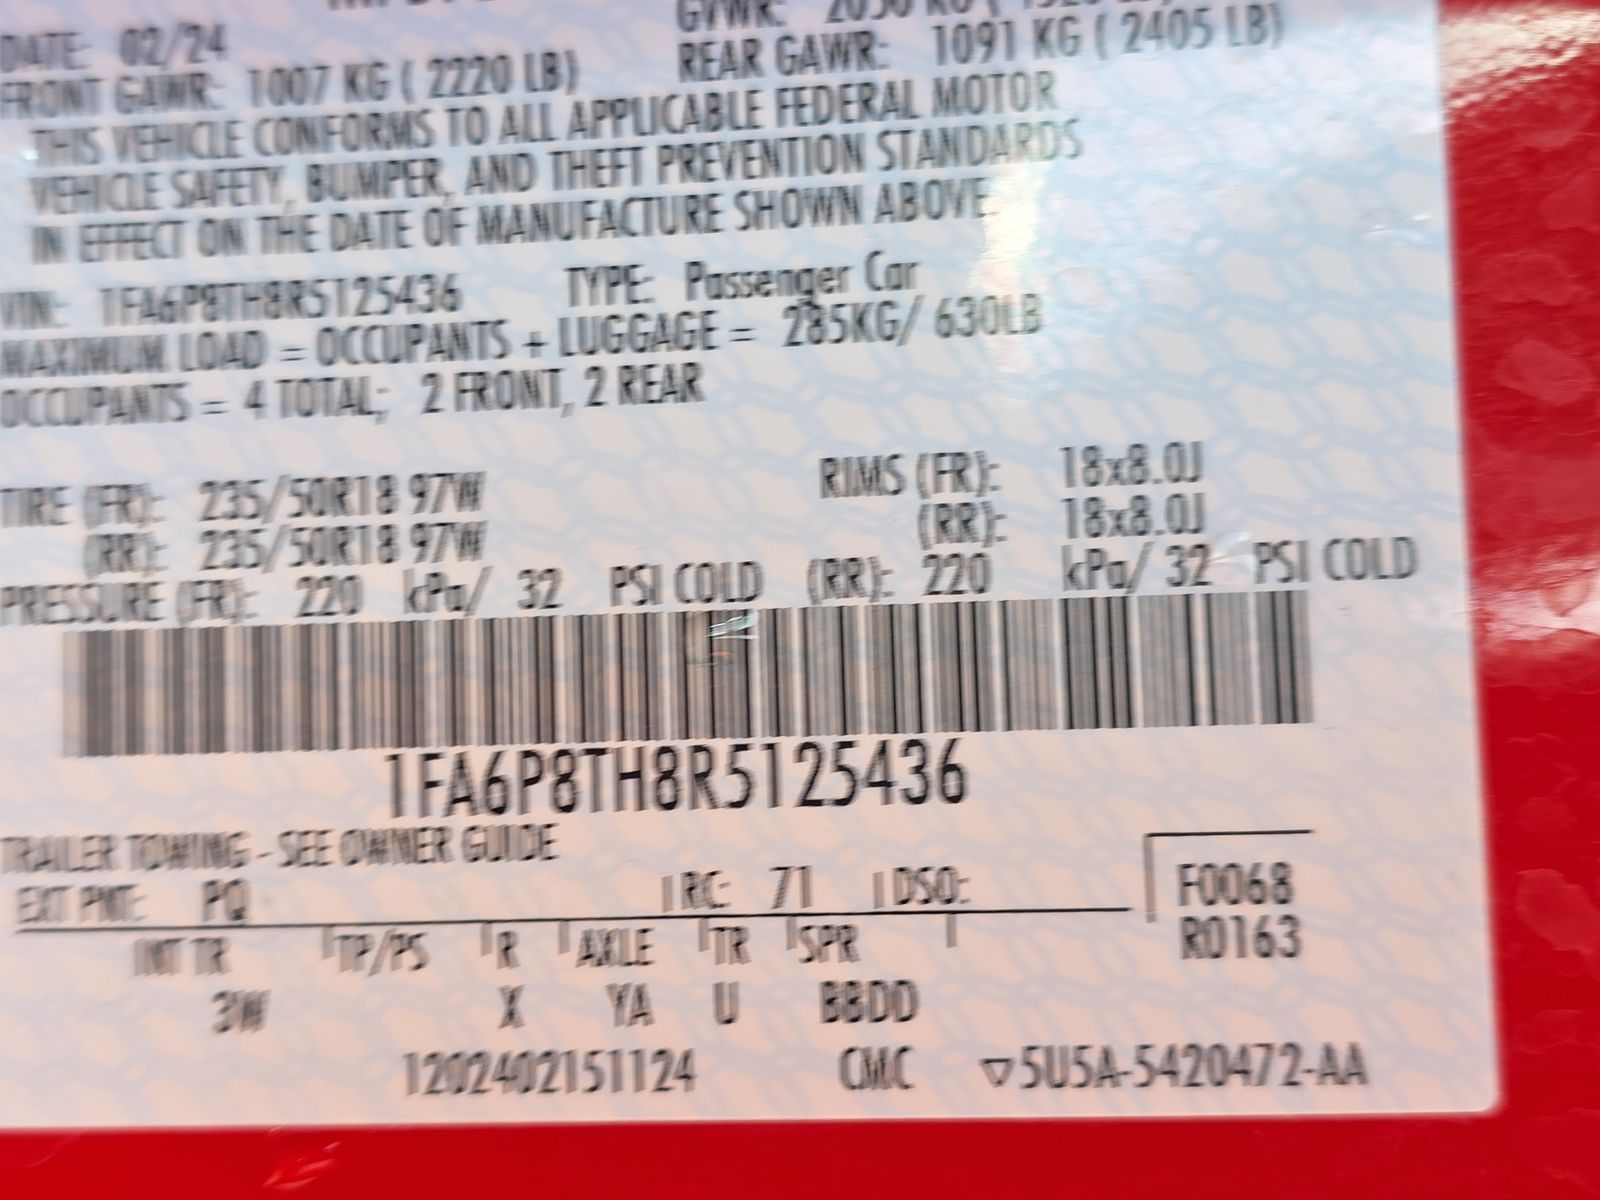 GVWR: 2050 KG (
DATE: 02/24
FRONT GAWR: 1007 KG ( 2220 LB) REAR GAWR: 1091 KG ( 2405 LB)
THIS VEHICLE CONFORMS TO ALL APPLICABLE FEDERAL MOTOR
VEHICLE SAFETY, BUMPER, AND THEFT PREVENTION STANDARDS
IN EFFECT ON THE DATE OF MANUFACTURE SHOWN ABOVE.
VIN: 1FA6P8TH8R5125436 TYPE: Passenger Car
MAXIMUM LOAD = OCCUPANTS + LUGGAGE = 285KG/ 630LB
OCCUPANTS = 4 TOTAL; 2 FRONT, 2 REAR
TIRE (FR): 235/50R18 97W RIMS (FR): 18x8.0J
(RR): 235/50R18 97W (RR): 18x8.0J
PRESSURE (FR): 220 kPa/ 32 PSI COLD (RR): 220 kPa/ 32 PSI COLD
1FA6P8TH8R5125436
TRAILER TOWING - SEE OWNER GUIDE
EXT PNT: PQ RC: 71 DSO: F0068
INT TR TP/PS R AXLE TR SPR R0163
3W X YA U BBDD
1202402151124 CMC ▽5U5A-5420472-AA